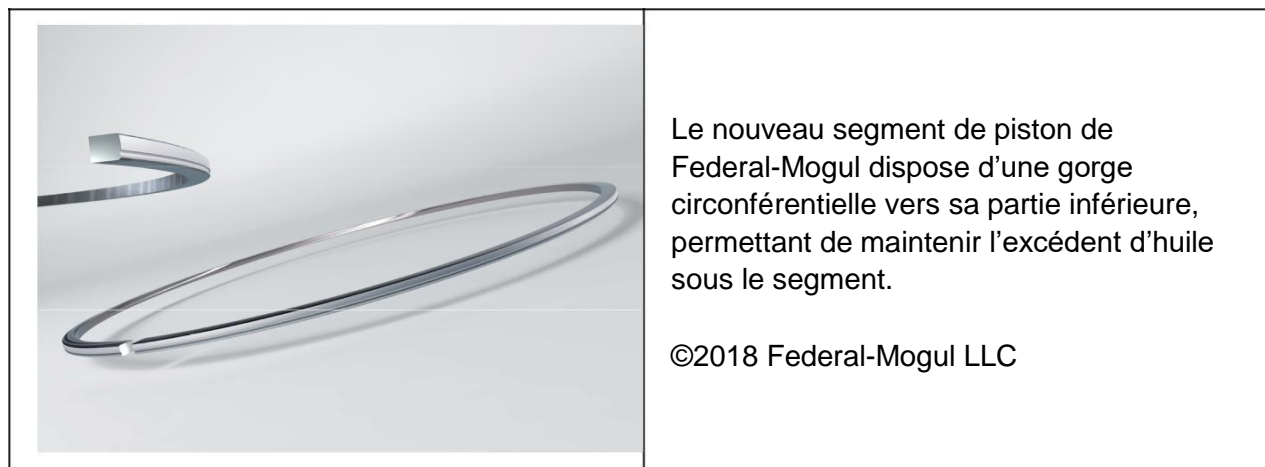 Le nouveau segment de piston de
Federal-Mogul dispose d’une gorge
circonférentielle vers sa partie inférieure,
permettant de maintenir l’excédent d’huile
sous le segment.
©2018 Federal-Mogul LLC